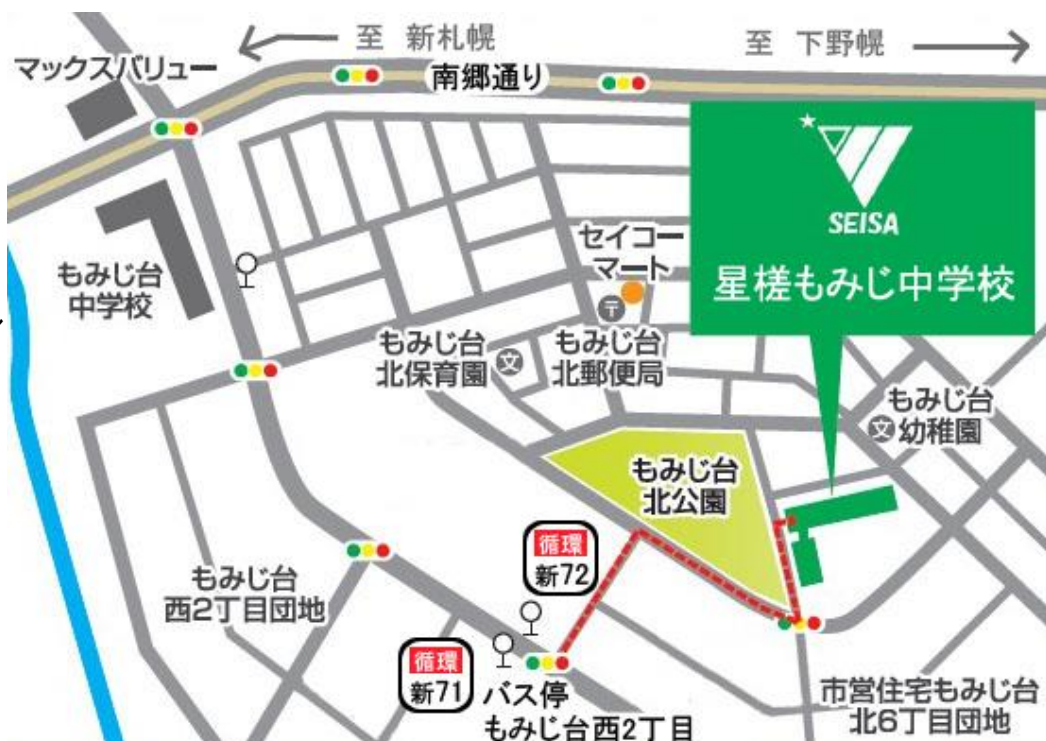 至 新札幌
至 下野幌
マックスバリュー
南郷通り
SEISA
星槎もみじ中学校
セイコー
マート
〒
もみじ台
中学校
もみじ台
北保育園
文
もみじ台
北郵便局
もみじ台
幼稚園
文
もみじ台
北公園
循環
新72
もみじ台
西2丁目団地
循環
新71
バス停
もみじ台西2丁目
市営住宅もみじ台
北6丁目団地